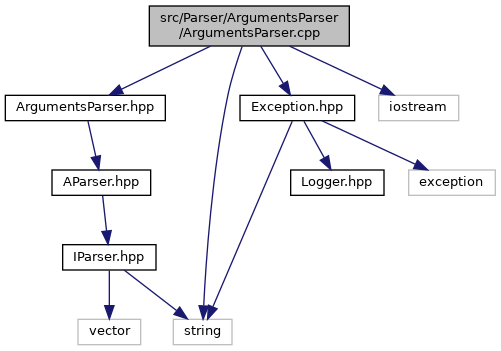 src/Parser/ArgumentsParser
/ArgumentsParser.cpp
ArgumentsParser.hpp
Exception.hpp
iostream
AParser.hpp
Logger.hpp
exception
IParser.hpp
vector
string